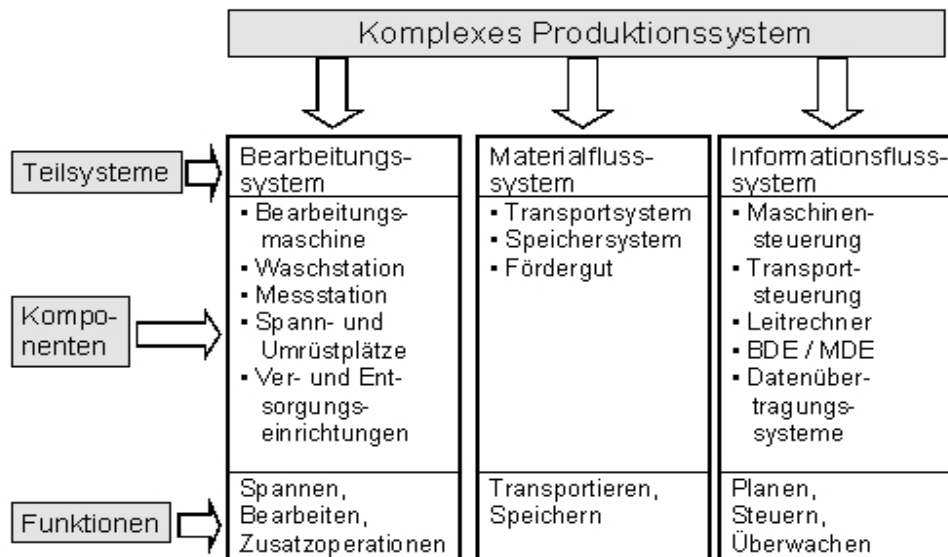 Komplexes Produktionssystem
Teilsysteme
Bearbeitungs-
system
Materialfluss-
system
Informationsfluss-
system
Kompo-
nenten
▪ Bearbeitungs-
maschine
▪ Waschstation
▪ Messstation
▪ Spann- und
Umrüstplätze
▪ Ver- und Ent-
sorgungs-
einrichtungen
▪ Transportsystem
▪ Speichersystem
▪ Fördergut
▪ Maschinen-
steuerung
▪ Transport-
steuerung
▪ Leitrechner
▪ BDE / MDE
▪ Datenüber-
tragungs-
systeme
Funktionen
Spannen,
Bearbeiten,
Zusatzoperationen
Transportieren,
Speichern
Planen,
Steuern,
Überwachen